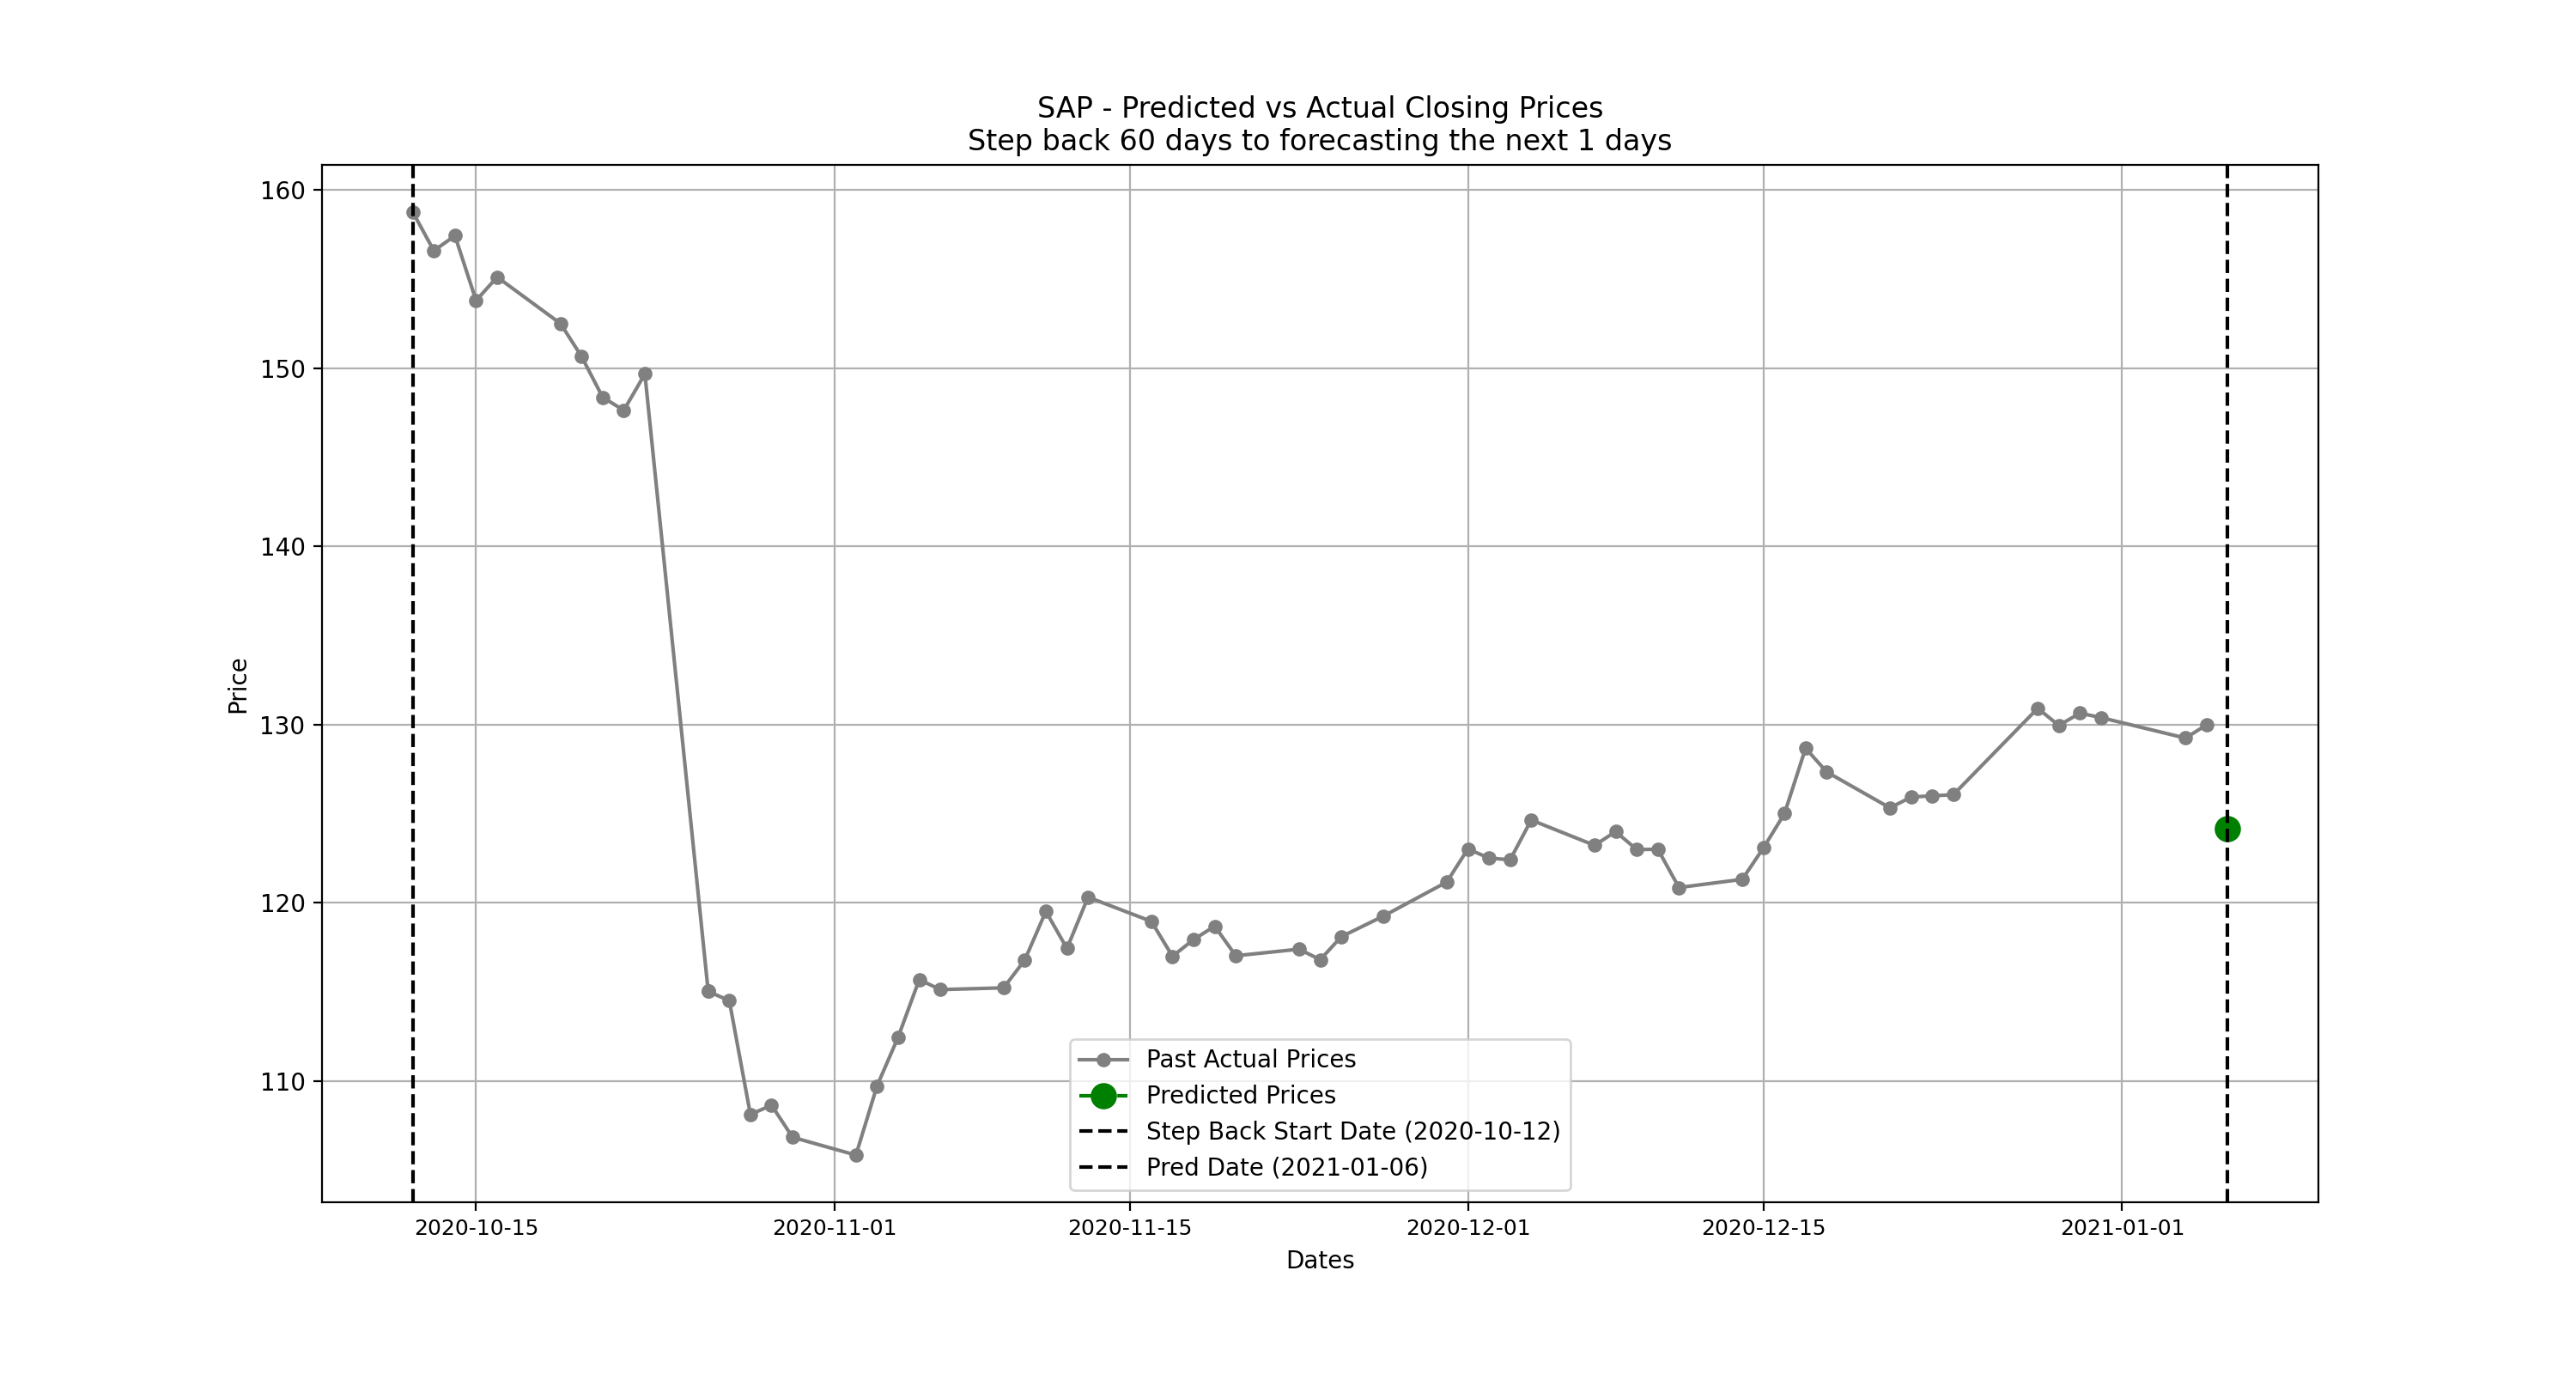 SAP - Predicted vs Actual Closing Prices
Step back 60 days to forecasting the next 1 days
160
150
140
130
120
110
Price
Past Actual Prices
Predicted Prices
Step Back Start Date (2020-10-12)
Pred Date (2021-01-06)
2020-10-15
2020-11-01
2020-11-15
2020-12-01
2020-12-15
2021-01-01
Dates